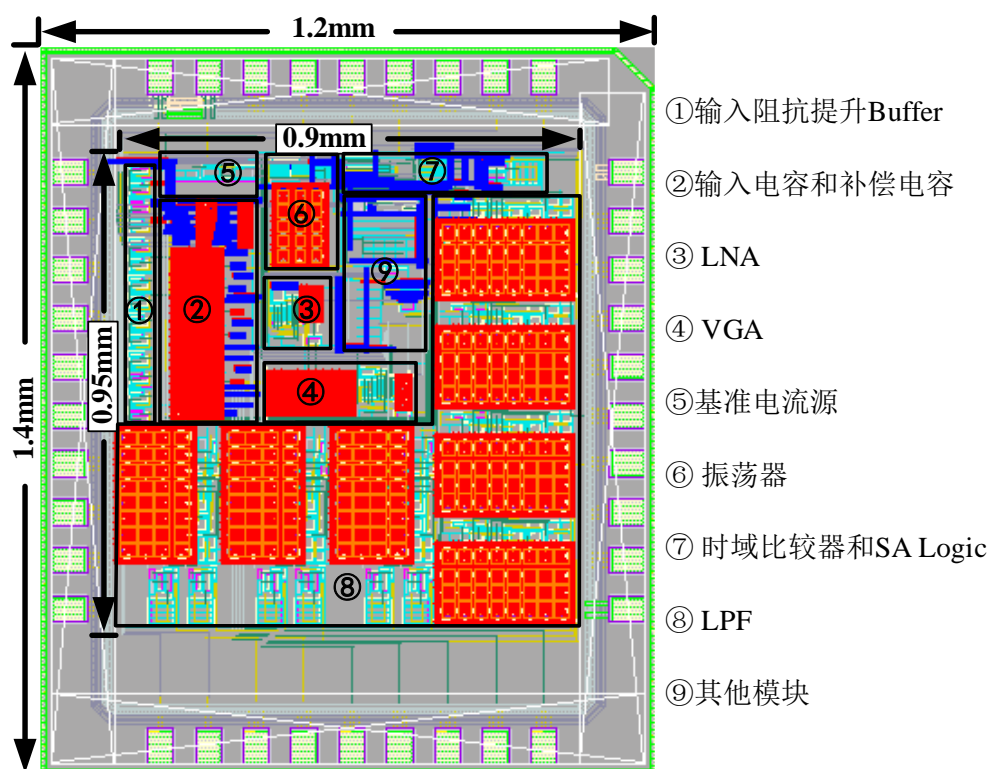 1.2mm
0.9mm
1.4mm
0.95mm
⑤
⑦
⑥
⑨
①
②
③
④
⑧
①输入阻抗提升Buffer
②输入电容和补偿电容
③ LNA
④ VGA
⑤基准电流源
⑥ 振荡器
⑦ 时域比较器和SA Logic
⑧ LPF
⑨其他模块